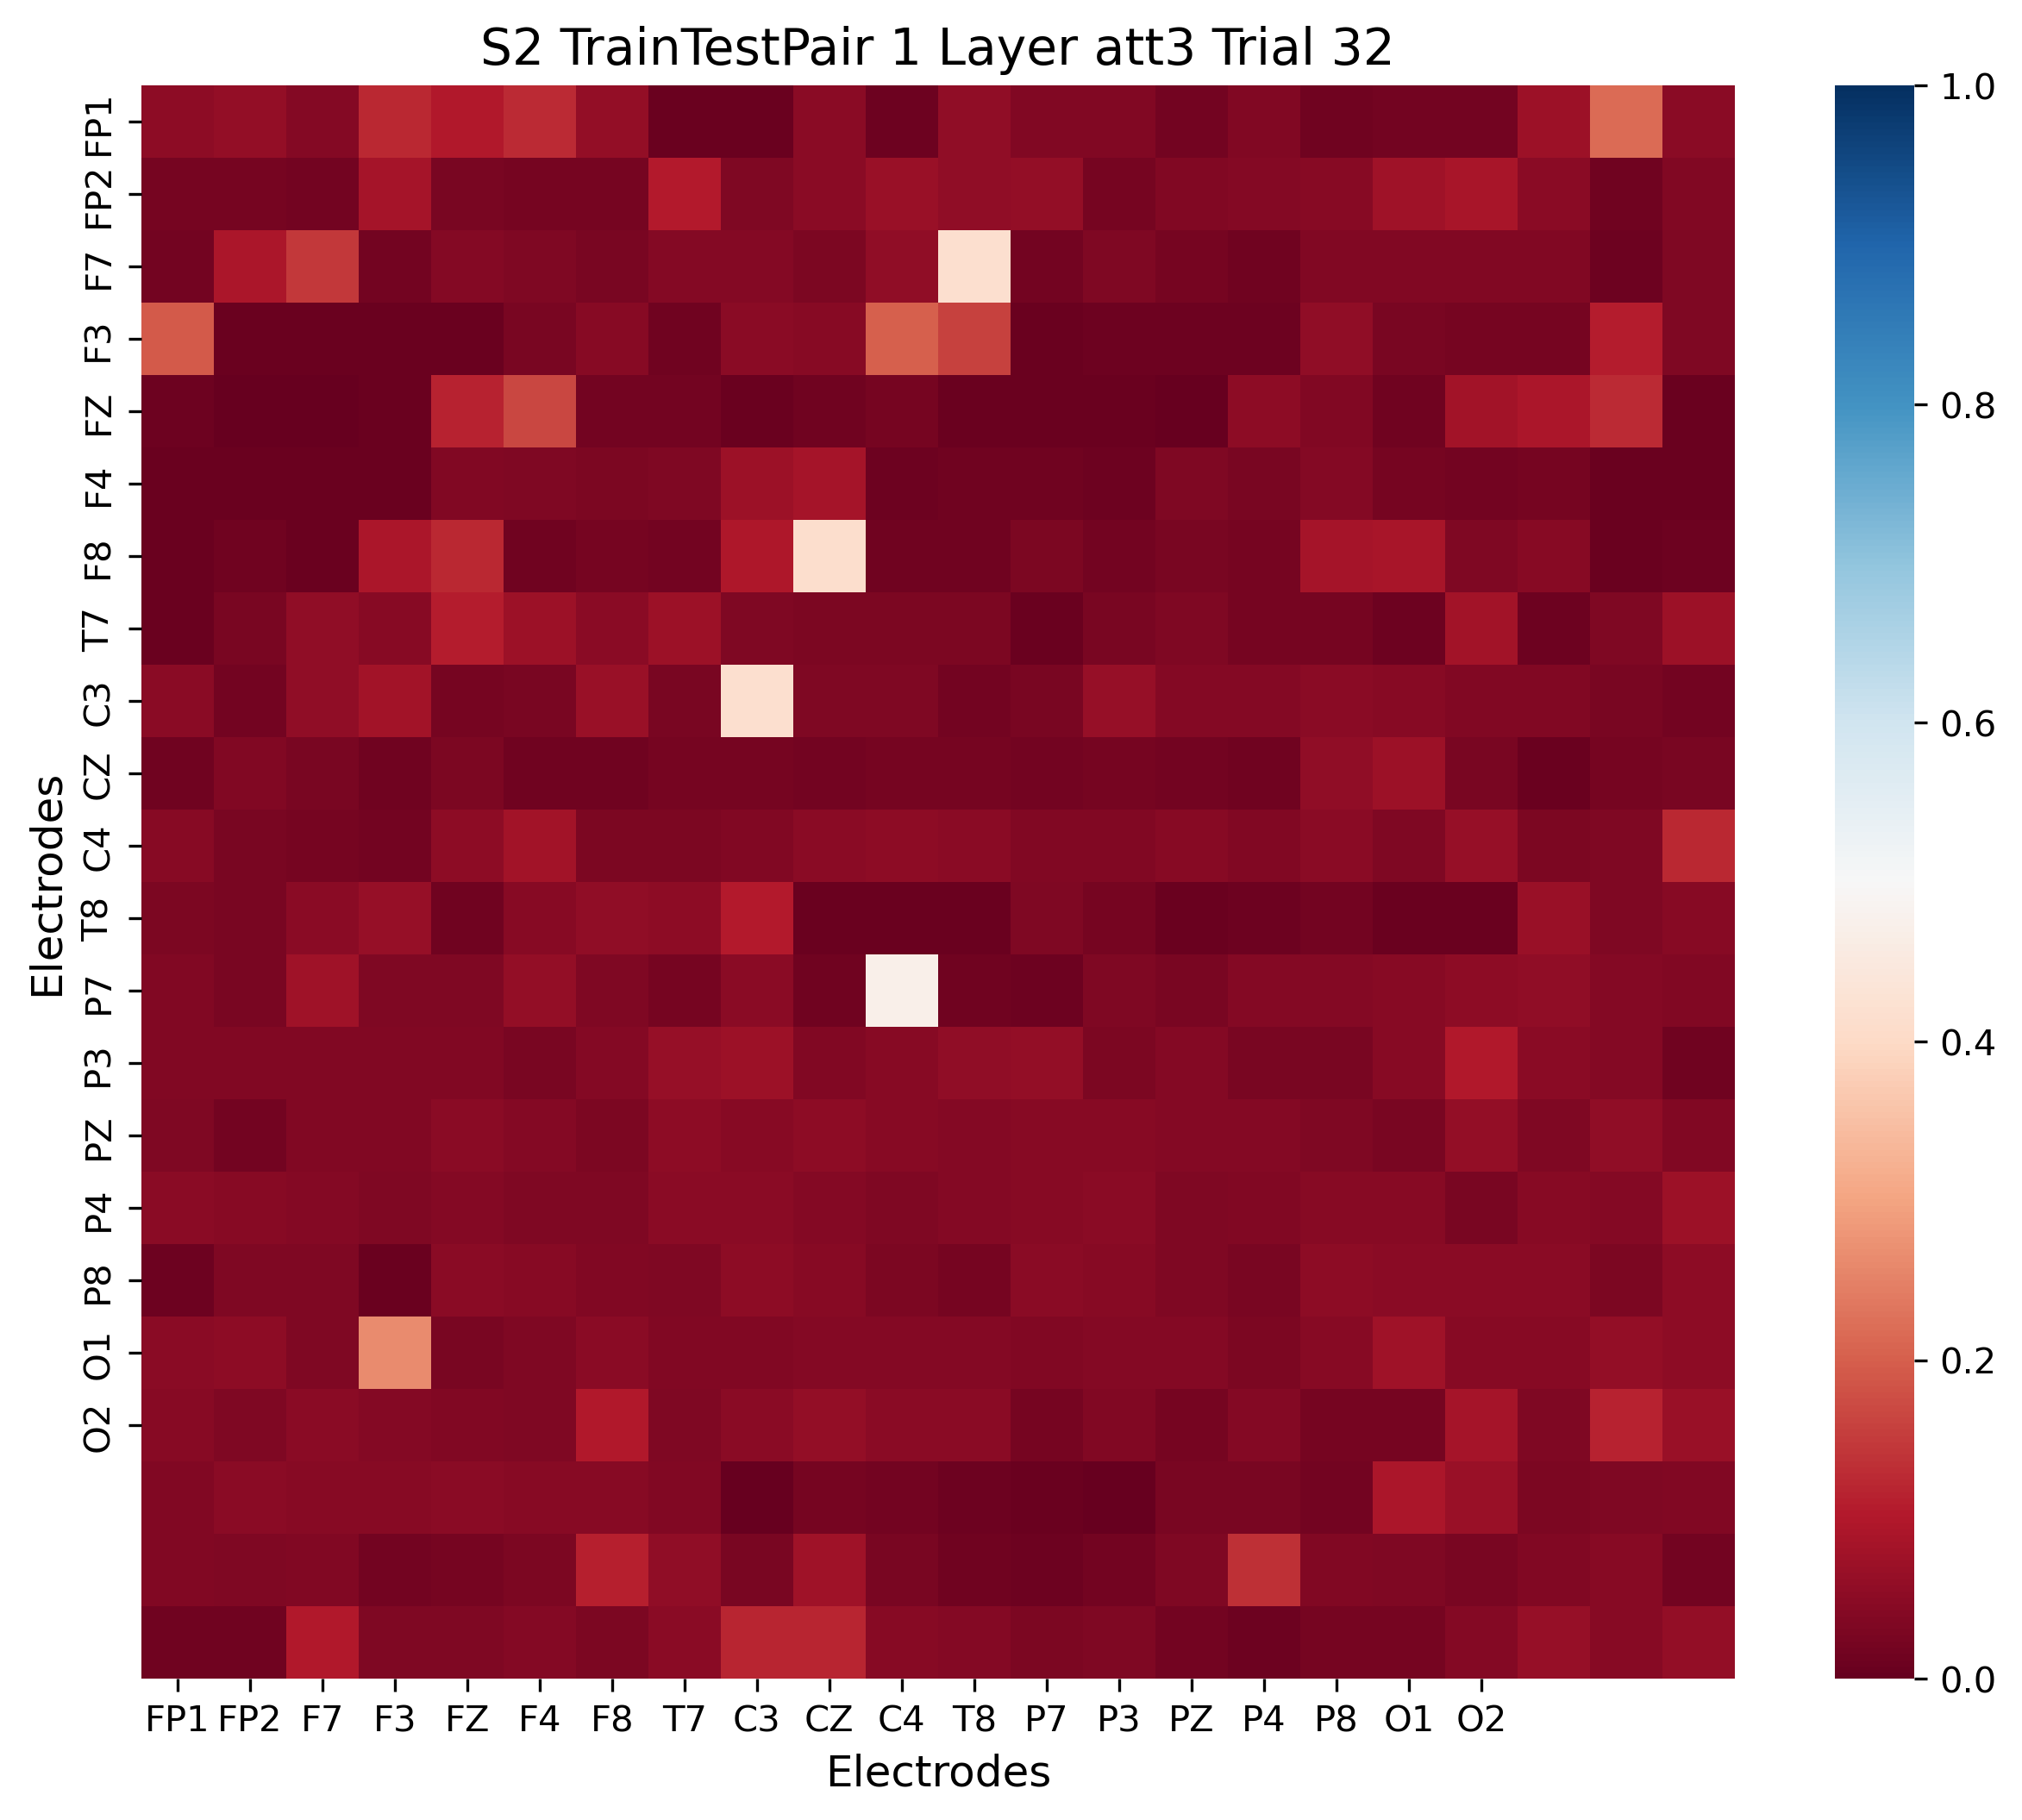 S2 TrainTestPair 1 Layer att3 Trial 32
Electrodes
FP1
FP2
F7
F3
FZ
F4
F8
T7
C3
CZ
C4
T8
P7
P3
PZ
P4
P8
O1
O2
FP1 FP2 F7 F3 FZ F4 F8 T7 C3 CZ C4 T8 P7 P3 PZ P4 P8 O1 O2
Electrodes
1.0
0.8
0.6
0.4
0.2
0.0